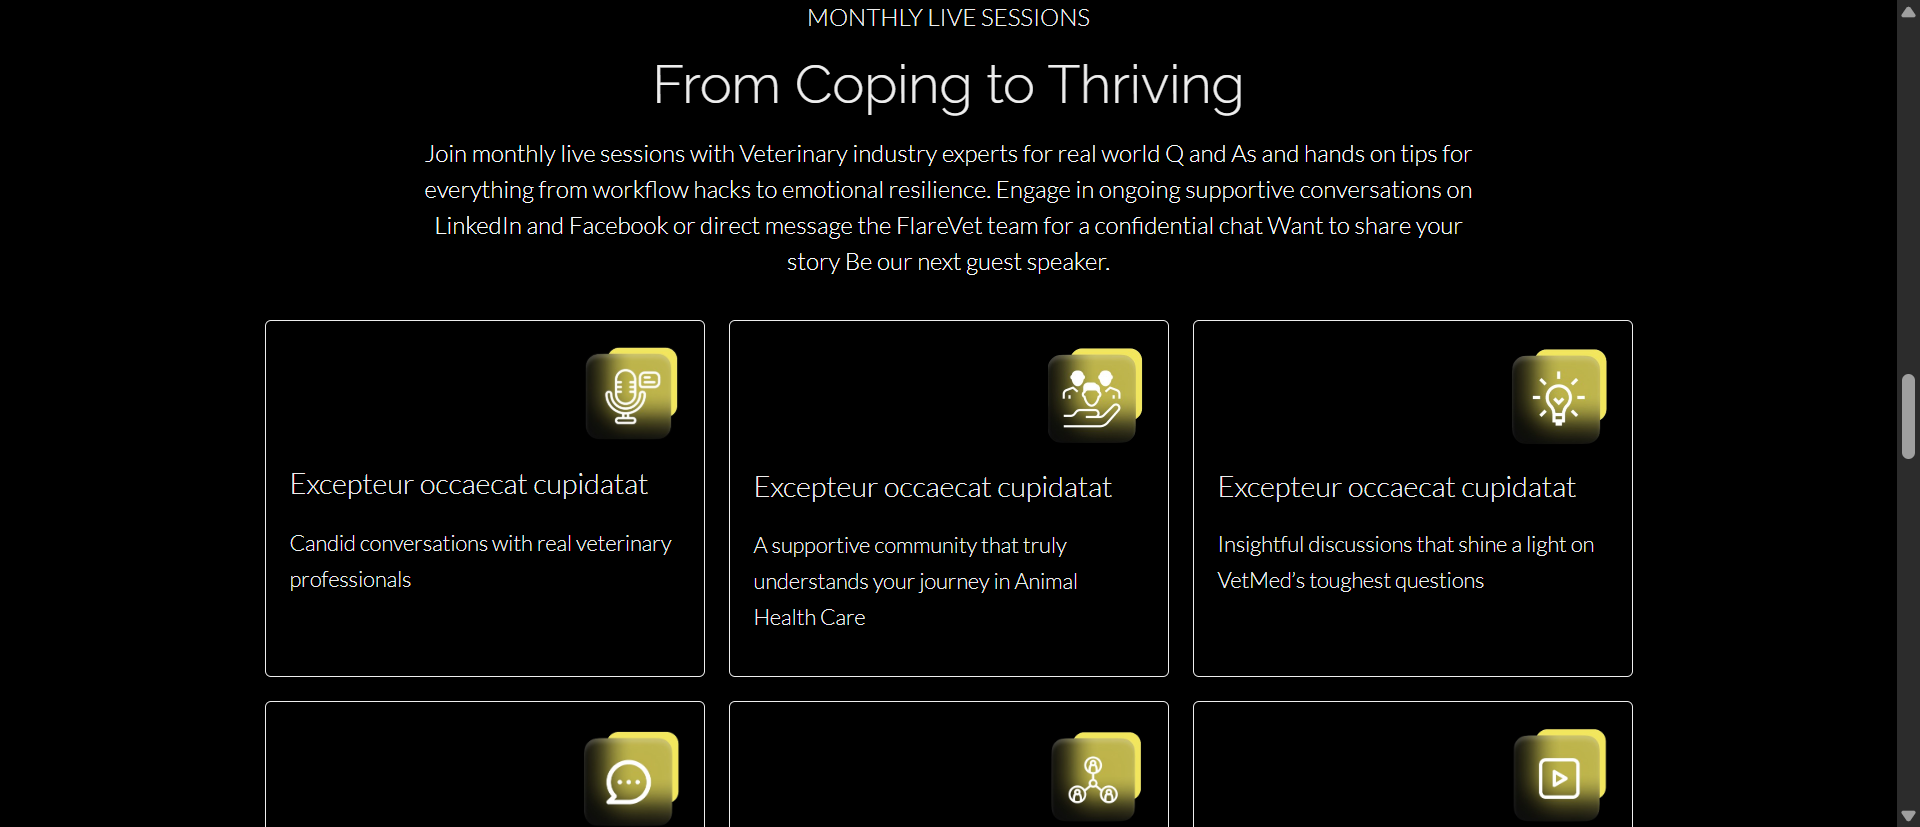 MONTHLY LIVE SESSIONS
From Coping to Thriving
Join monthly live sessions with Veterinary industry experts for real world Q and As and hands on tips for
everything from workflow hacks to emotional resilience. Engage in ongoing supportive conversations on
LinkedIn and Facebook or direct message the FlareVet team for a confidential chat Want to share your
story Be our next guest speaker.
Excepteur occaecat cupidatat
Candid conversations with real veterinary
professionals
Excepteur occaecat cupidatat
A supportive community that truly
understands your journey in Animal
Health Care
Excepteur occaecat cupidatat
Insightful discussions that shine a light on
VetMed’s toughest questions